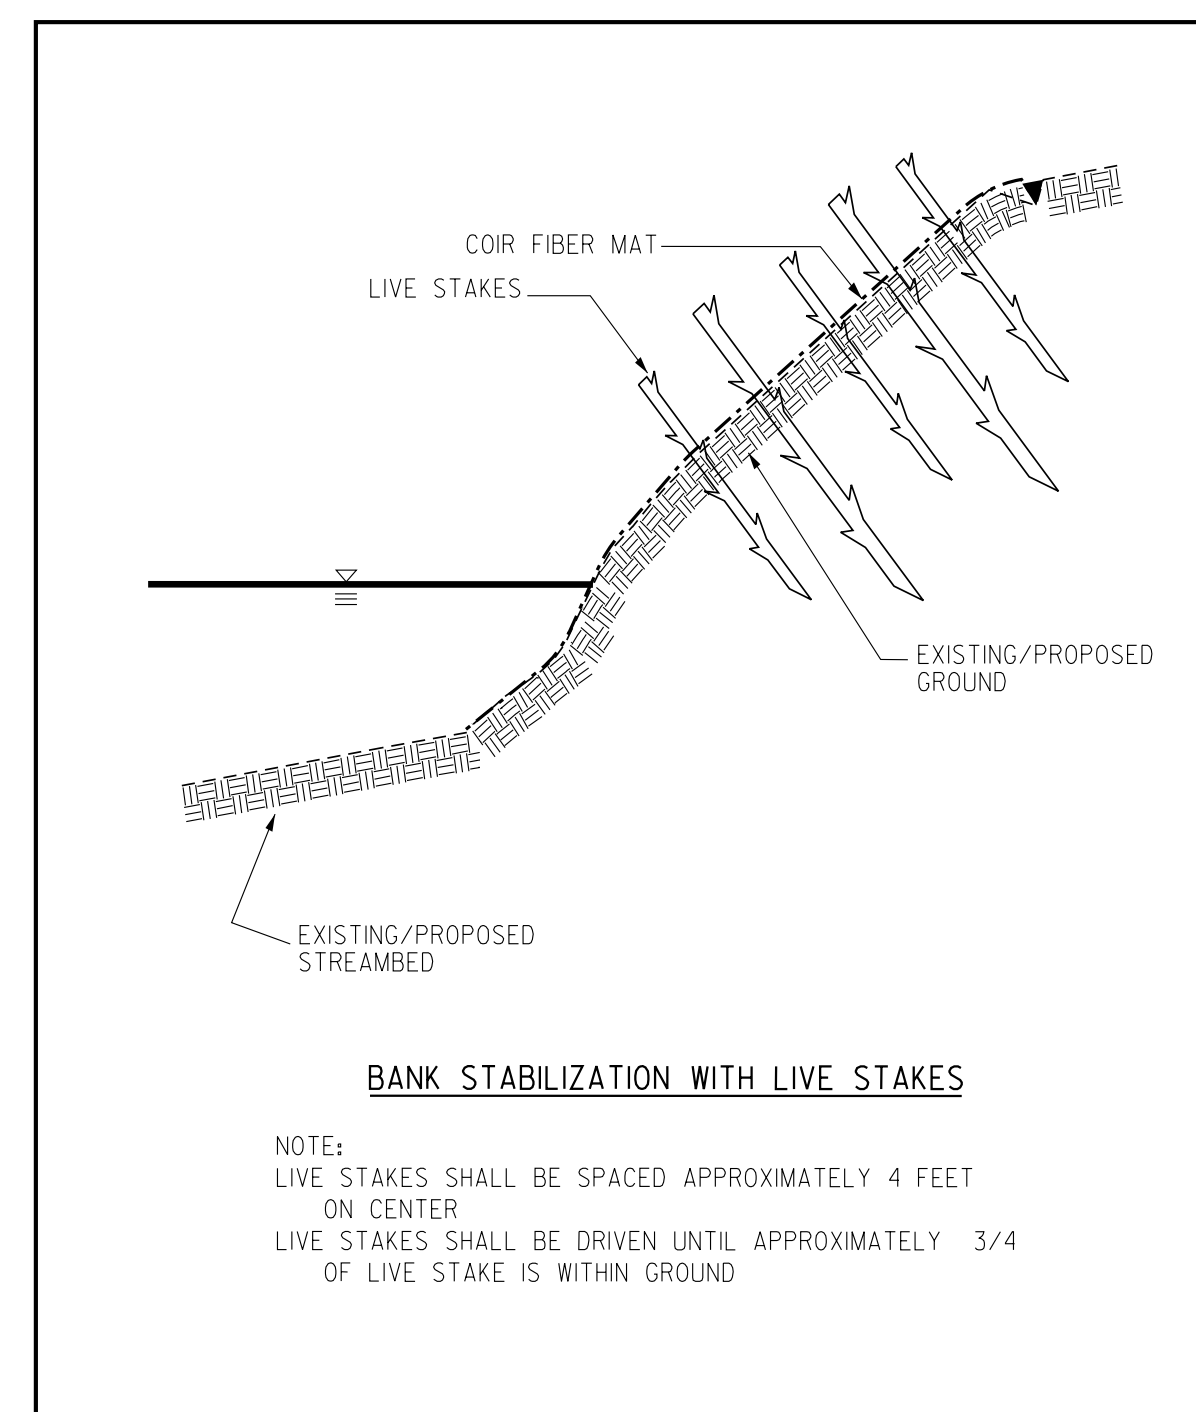 COIR FIBER MAT
LIVE STAKES
EXISTING/PROPOSED
GROUND
EXISTING/PROPOSED
STREAMBED
BANK STABILIZATION WITH LIVE STAKES
NOTE:
LIVE STAKES SHALL BE SPACED APPROXIMATELY 4 FEET
ON CENTER
LIVE STAKES SHALL BE DRIVEN UNTIL APPROXIMATELY 3/4
OF LIVE STAKE IS WITHIN GROUND